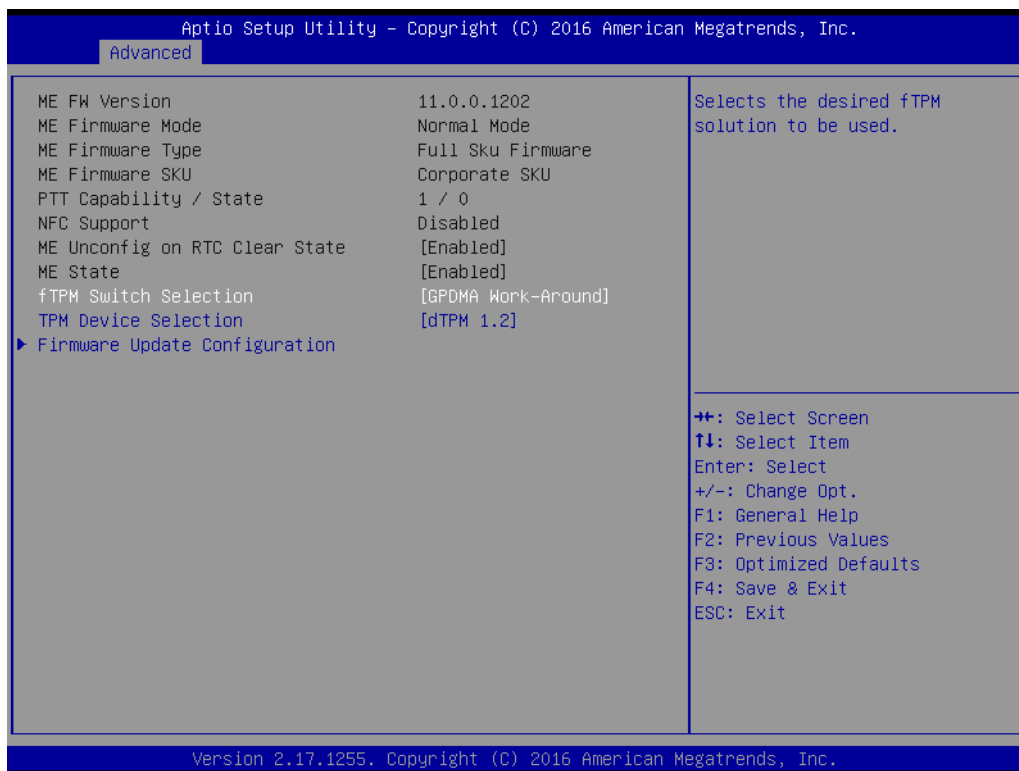 Aptio Setup Utility – Copyright (C) 2016 American Megatrends, Inc.
Advanced
ME FW Version 11.0.0.1202
ME Firmware Mode Normal Mode
ME Firmware Type Full Sku Firmware
ME Firmware SKU Corporate SKU
PTT Capability / State 1 / 0
NFC Support Disabled
ME Unconfig on RTC Clear State [Enabled]
ME State [Enabled]
fTPM Switch Selection [GPDMA Work-Around]
TPM Device Selection [dTPM 1.2]
Firmware Update Configuration
Selects the desired fTPM
solution to be used.
→←: Select Screen
↑↓: Select Item
Enter: Select
+/-: Change Opt.
F1: General Help
F2: Previous Values
F3: Optimized Defaults
F4: Save & Exit
ESC: Exit
Version 2.17.1255. Copyright (C) 2016 American Megatrends, Inc.